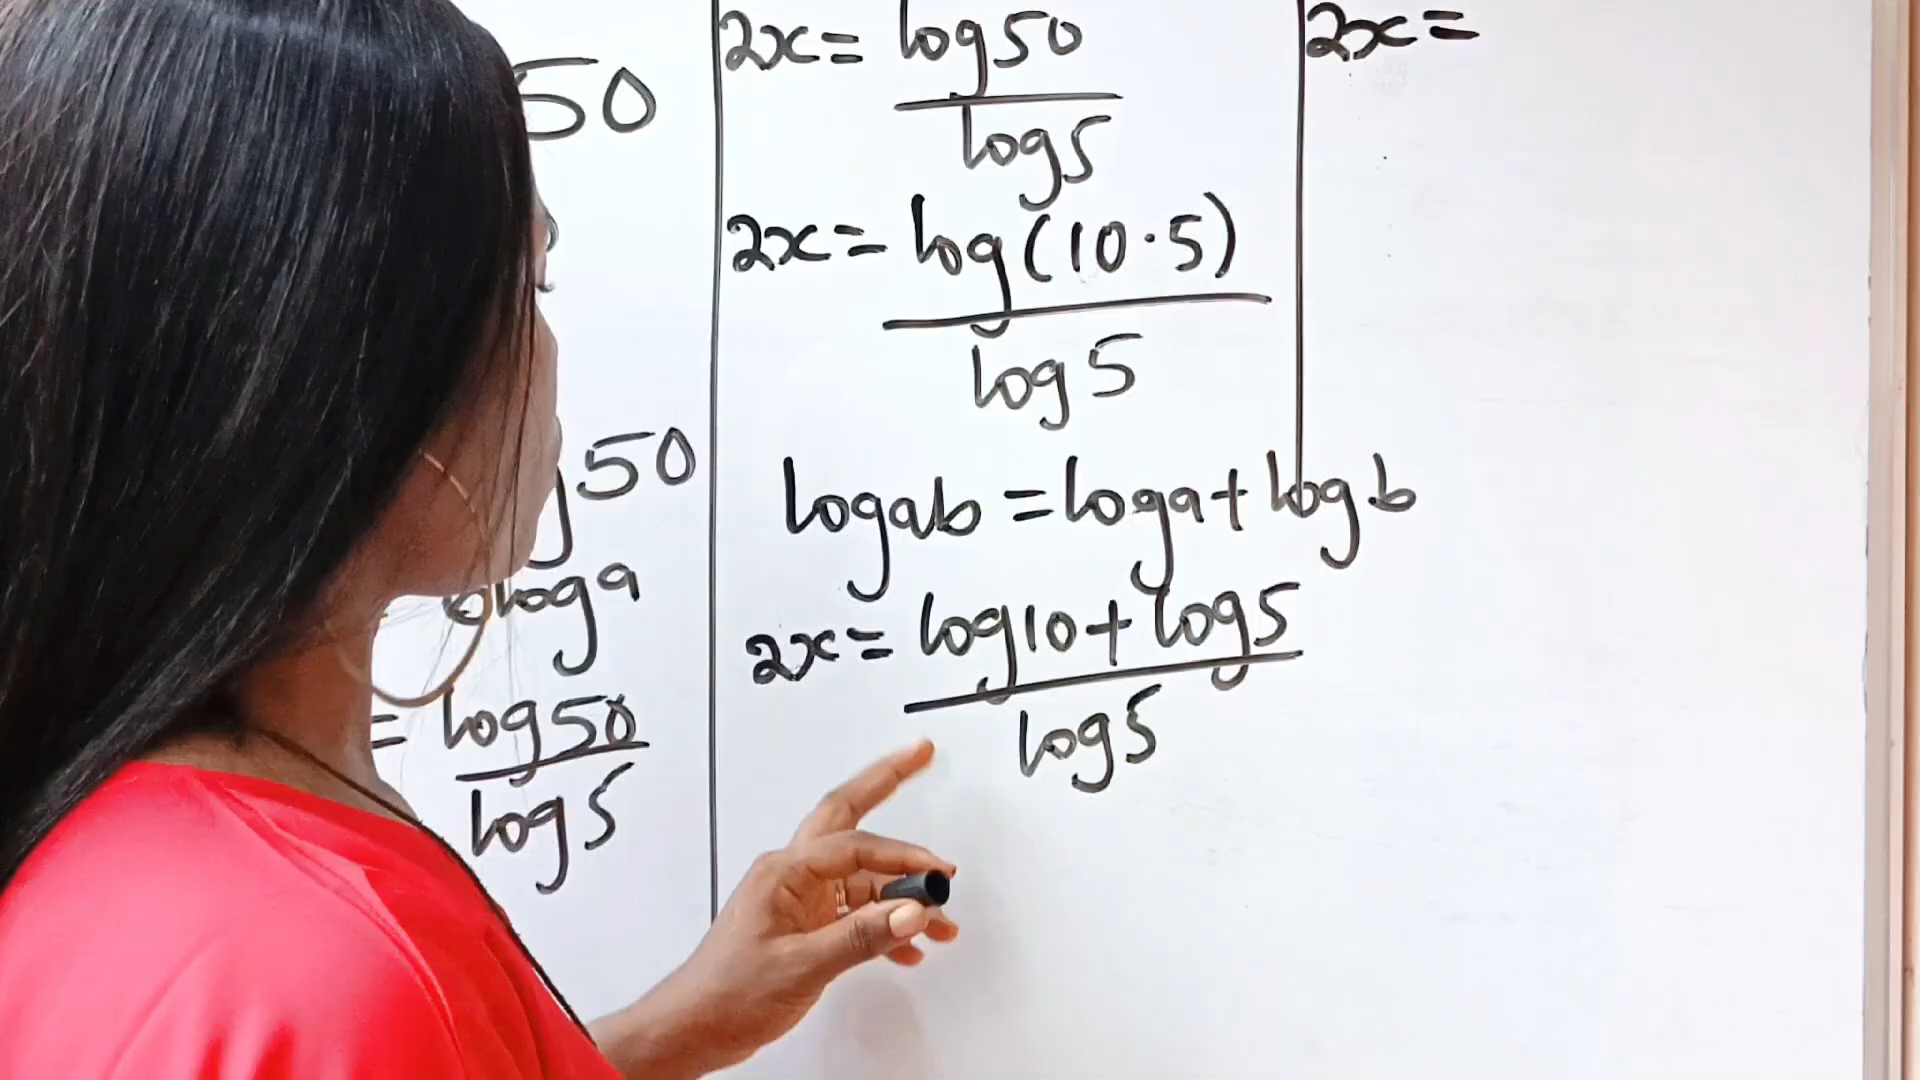 50
50
log a
= log 50
log 5
2x = log 50
log 5
2x = log(10·5)
log 5
log ab = log a + log b
2x = log 10 + log 5
log 5
2x =